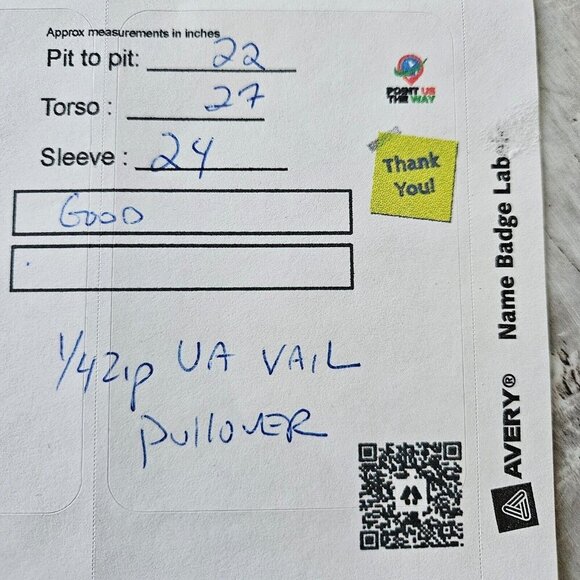 Approx measurements in inches
Pit to pit: 22
Torso : 27
Sleeve : 24
GOOD
1/4 zip UA VAIL
PULLOVER
POINT US
THE WAY
Thank
You!
AVERY® Name Badge Lab